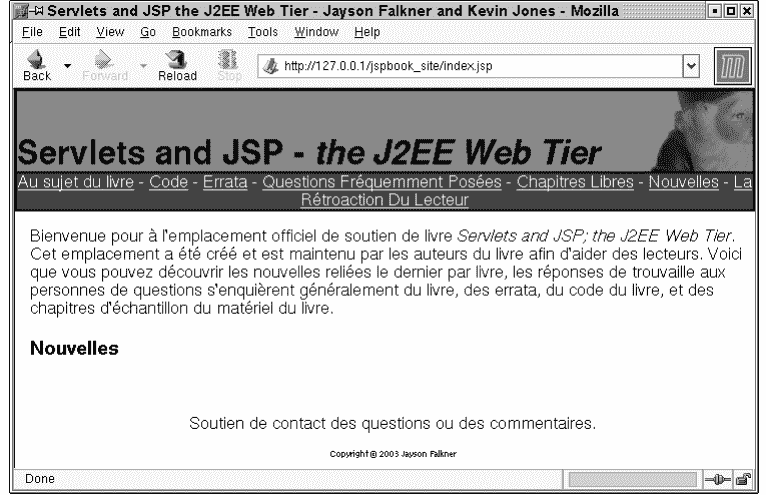 Servlets and JSP the J2EE Web Tier - Jayson Falkner and Kevin Jones - Mozilla
File Edit View Go Bookmarks Tools Window Help
Back Forward Reload Stop http://127.0.0.1/jspbook_site/index.jsp
Servlets and JSP - the J2EE Web Tier
Au sujet du livre - Code - Errata - Questions Fréquemment Posées - Chapitres Libres - Nouvelles - La
Rétroaction Du Lecteur
Bienvenue pour à l'emplacement officiel de soutien de livre Servlets and JSP; the J2EE Web Tier.
Cet emplacement a été créé et est maintenu par les auteurs du livre afin d'aider des lecteurs. Voici
que vous pouvez découvrir les nouvelles reliées le dernier par livre, les réponses de trouvaille aux
personnes de questions s'enquièrent généralement du livre, des errata, du code du livre, et des
chapitres d'échantillon du matériel du livre.
Nouvelles
Soutien de contact des questions ou des commentaires.
Copyright © 2003 Jayson Falkner
Done